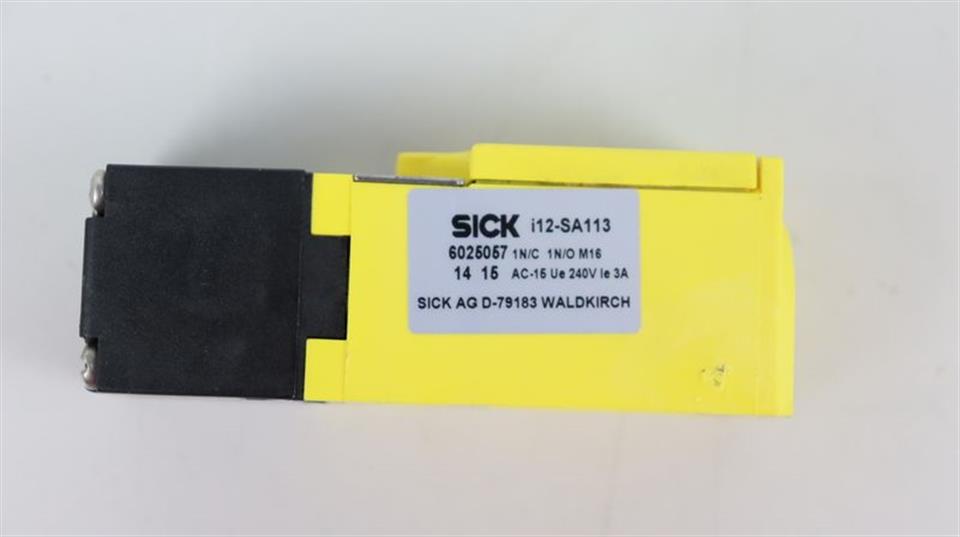 SICK i12-SA113
6025057 1N/C 1N/O M16
14 15 AC-15 Ue 240V Ie 3A
SICK AG D-79183 WALDKIRCH